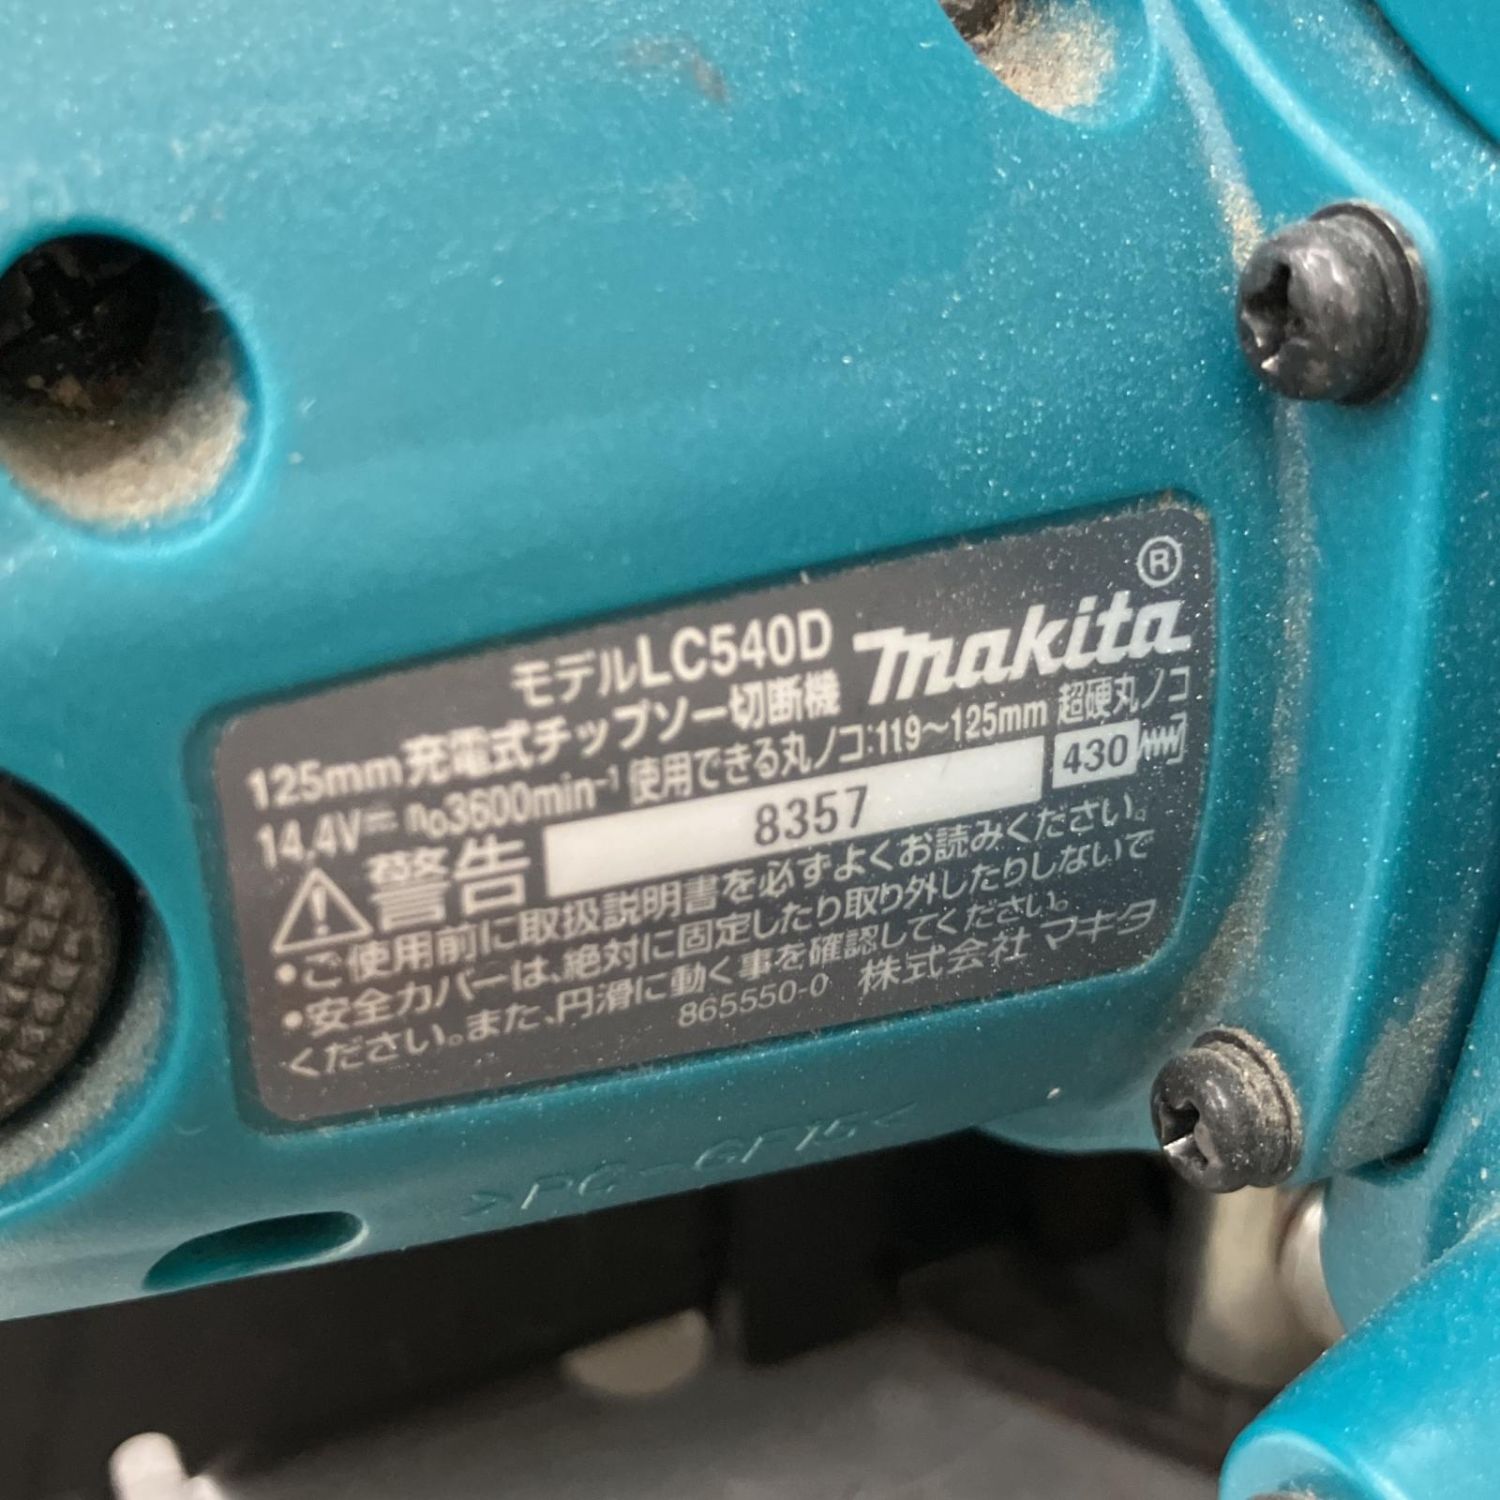 モデルLC540D
makita®
125mm充電式チップソー切断機
14.4V⎓ n₀3600min⁻¹ 使用できる丸ノコ:119～125mm 超硬丸ノコ
⚠警告 8357 430
•ご使用前に取扱説明書を必ずよくお読みください。
•安全カバーは、絶対に固定したり取り外したりしないで
ください。また、円滑に動く事を確認してください。
865550-0 株式会社 マキタ
>PC-GF15<